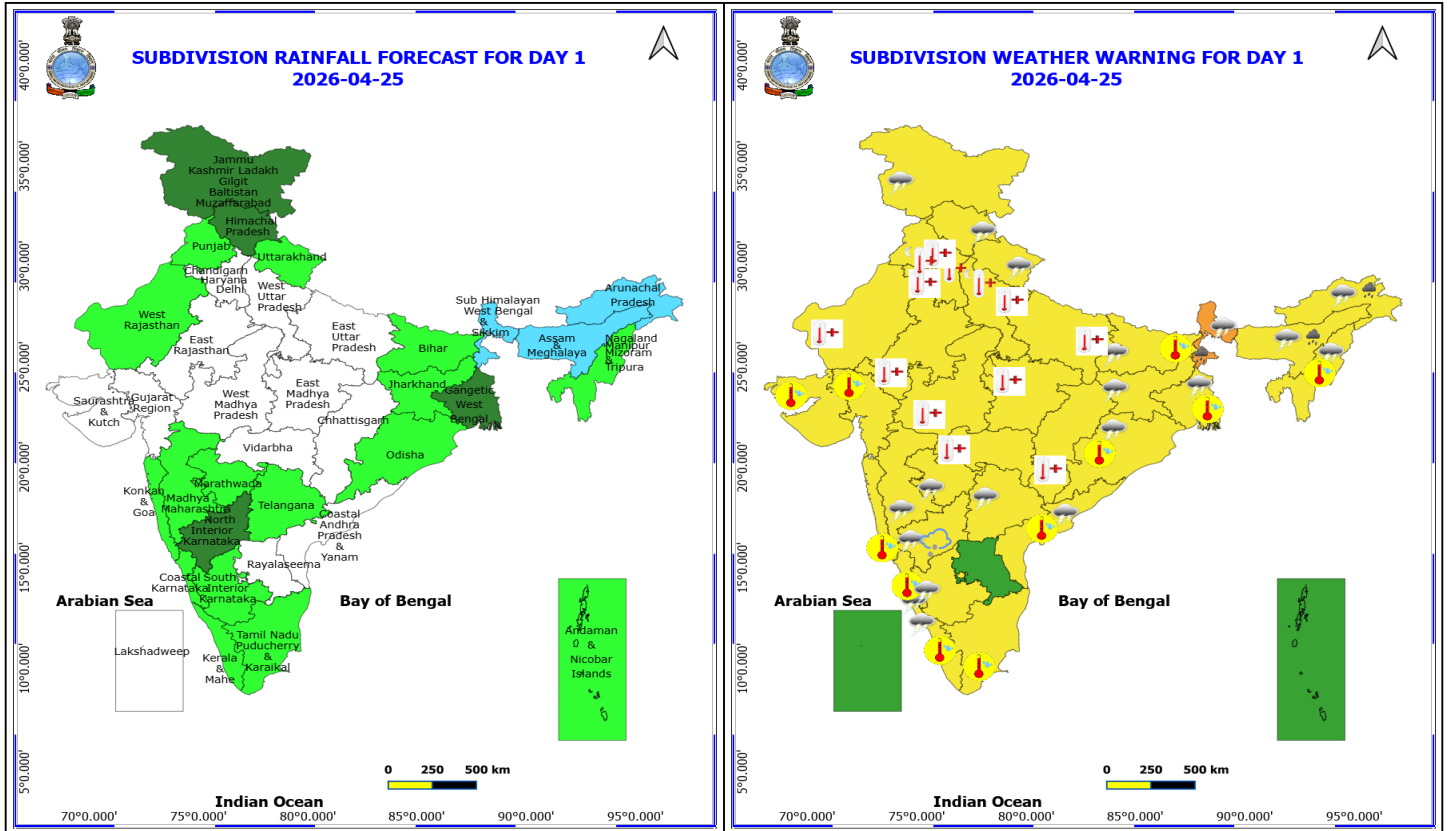 SUBDIVISION RAINFALL FORECAST FOR DAY 1
2026-04-25
40°0.000'
35°0.000'
30°0.000'
25°0.000'
20°0.000'
15°0.000'
10°0.000'
5°0.000'
Jammu
Kashmir Ladakh
Gilgit
Baltistan
Muzaffarabad
Himachal
Pradesh
Punjab
Uttarakhand
Chandigarh
Haryana
Delhi
West
Uttar
Pradesh
West
Rajasthan
East
Rajasthan
East
Uttar
Pradesh
Sub Himalayan
West Bengal
&
Sikkim
Arunachal
Pradesh
Assam
&
Meghalaya
Nagaland
Manipur
Mizoram
&
Tripura
Bihar
Jharkhand
Gangetic
West
Bengal
Saurashtra
&
Kutch
Gujarat
Region
West
Madhya
Pradesh
East
Madhya
Pradesh
Chhattisgarh
Vidarbha
Odisha
Konkan
&
Goa
Madhya
Maharashtra
Marathwada
Telangana
North
Interior
Karnataka
Coastal
Andhra
Pradesh
&
Yanam
Rayalaseema
Coastal
Karnataka
South
Interior
Karnataka
Tamil Nadu
Puducherry
&
Karaikal
Kerala
&
Mahe
Lakshadweep
Andaman
&
Nicobar
Islands
Arabian Sea
Bay of Bengal
0 250 500 km
Indian Ocean
70°0.000' 75°0.000' 80°0.000' 85°0.000' 90°0.000' 95°0.000'
SUBDIVISION WEATHER WARNING FOR DAY 1
2026-04-25
40°0.000'
35°0.000'
30°0.000'
25°0.000'
20°0.000'
15°0.000'
10°0.000'
5°0.000'
Arabian Sea
Bay of Bengal
0 250 500 km
Indian Ocean
70°0.000' 75°0.000' 80°0.000' 85°0.000' 90°0.000' 95°0.000'